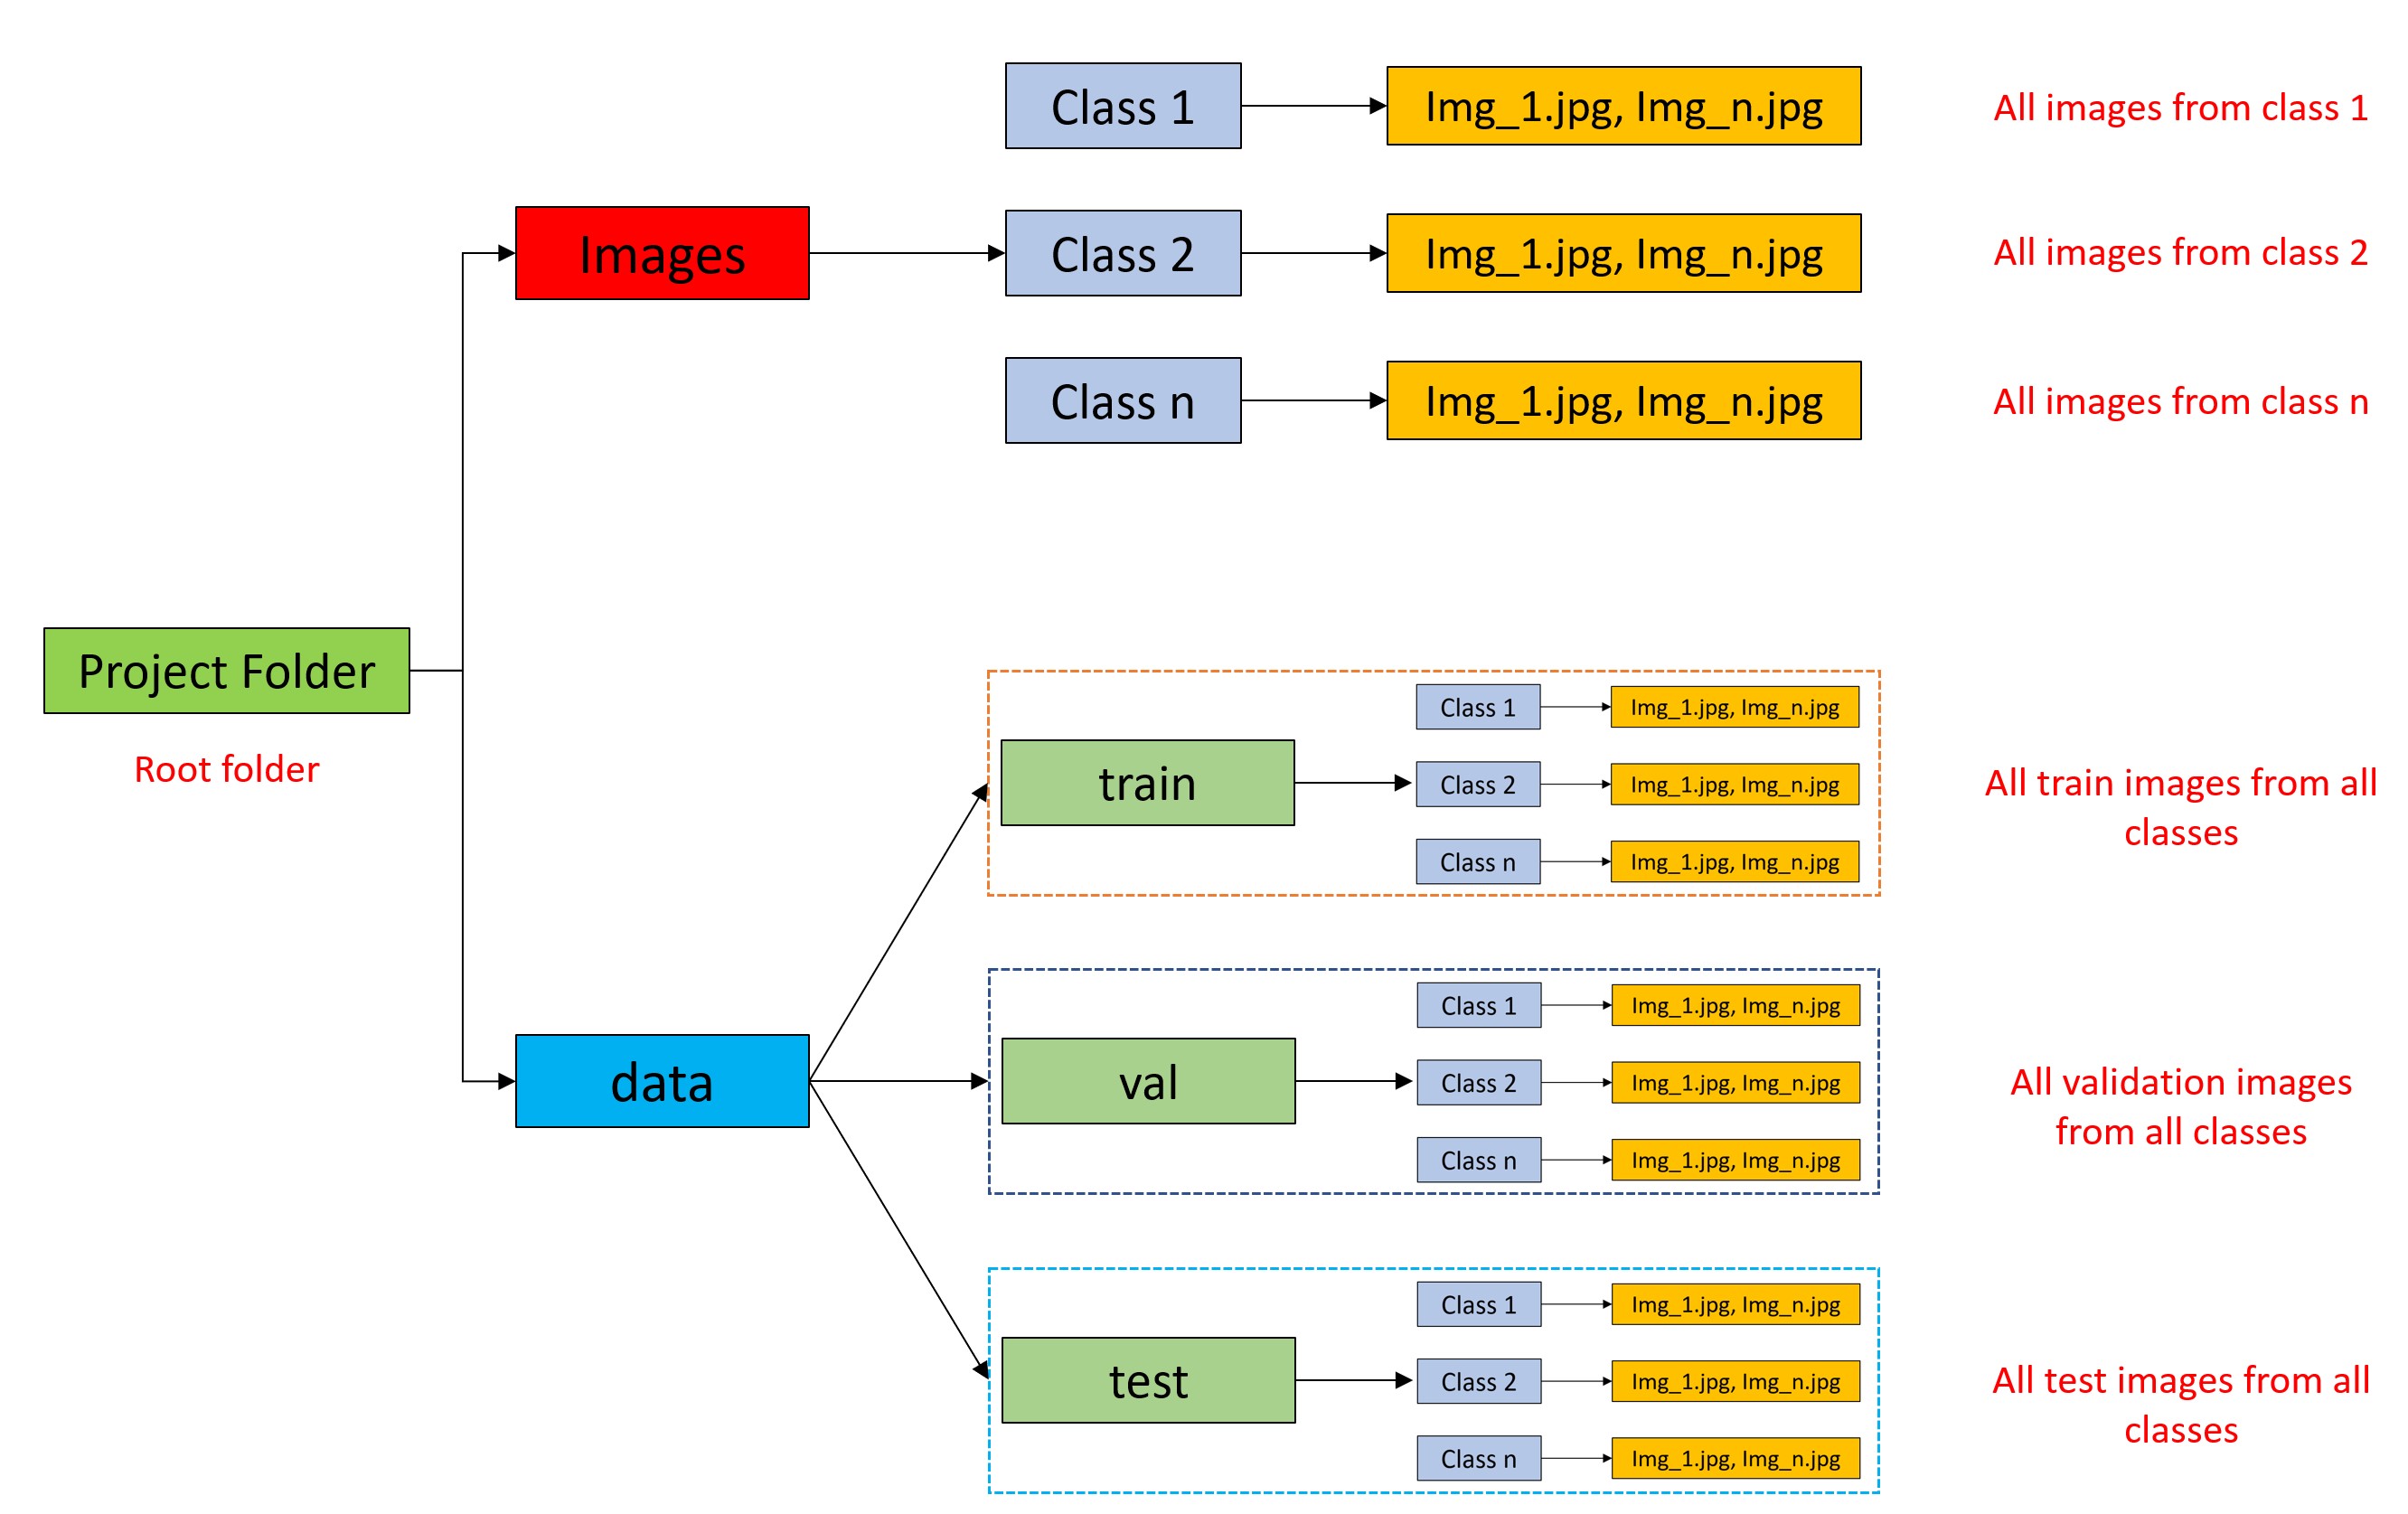 Class 1
Img_1.jpg, Img_n.jpg
All images from class 1
Images
Class 2
Img_1.jpg, Img_n.jpg
All images from class 2
Class n
Img_1.jpg, Img_n.jpg
All images from class n
Project Folder
Root folder
train
Class 1
Img_1.jpg, Img_n.jpg
Class 2
Img_1.jpg, Img_n.jpg
Class n
Img_1.jpg, Img_n.jpg
All train images from all
classes
data
val
Class 1
Img_1.jpg, Img_n.jpg
Class 2
Img_1.jpg, Img_n.jpg
Class n
Img_1.jpg, Img_n.jpg
All validation images
from all classes
test
Class 1
Img_1.jpg, Img_n.jpg
Class 2
Img_1.jpg, Img_n.jpg
Class n
Img_1.jpg, Img_n.jpg
All test images from all
classes